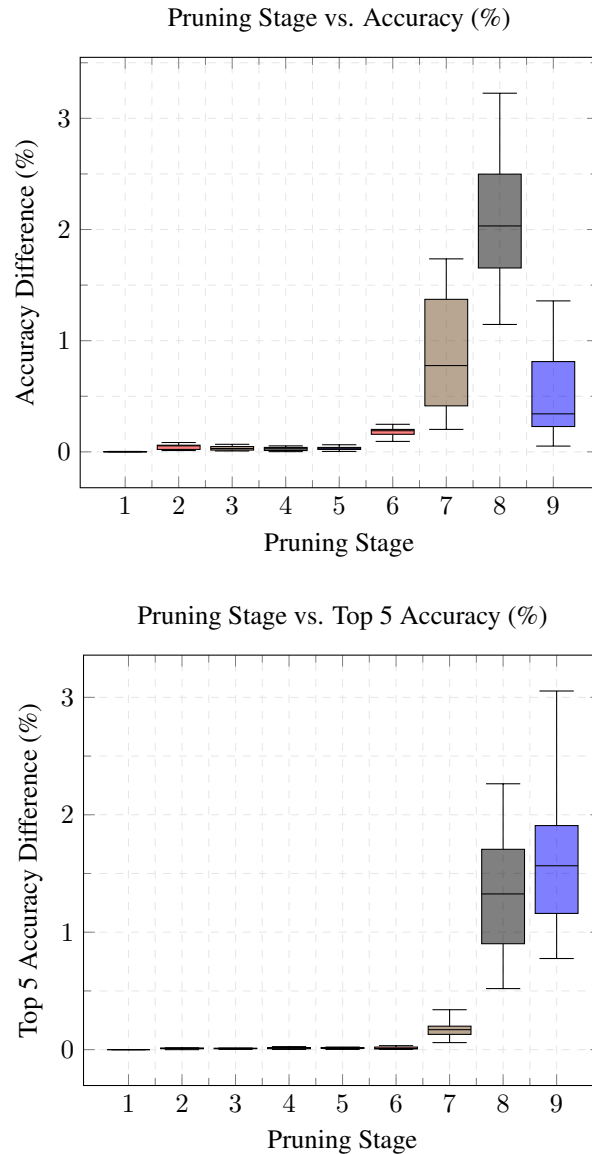 Pruning Stage vs. Accuracy (%)
3
2
1
0
Accuracy Difference (%)
1 2 3 4 5 6 7 8 9
Pruning Stage
Pruning Stage vs. Top 5 Accuracy (%)
3
2
1
0
Top 5 Accuracy Difference (%)
1 2 3 4 5 6 7 8 9
Pruning Stage